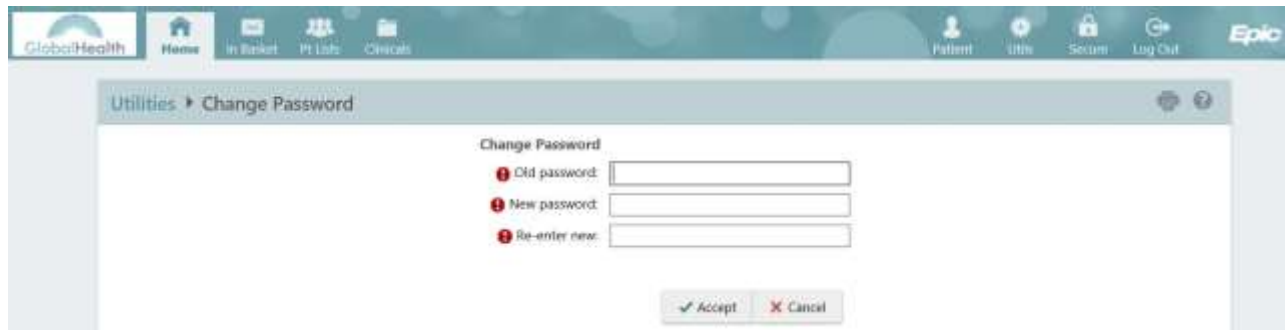 GlobalHealth
Home In Basket Pt Lists Clinicals Patient Utils Secure Log Out Epic
Utilities Change Password
Change Password
Old password:
New password:
Re-enter new:
Accept Cancel